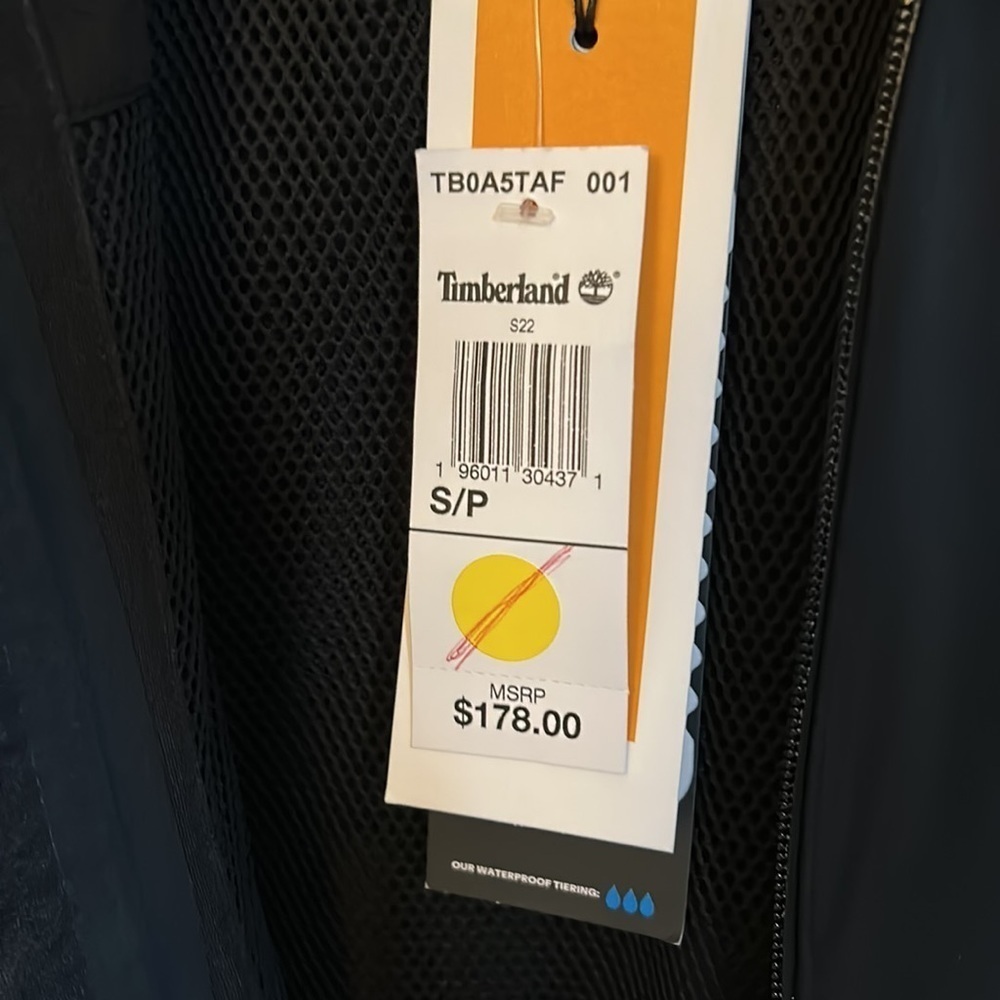 TB0A5TAF 001
Timberland ®
S22
1 96011 30437 1
S/P
MSRP
$178.00
OUR WATERPROOF TIERING: